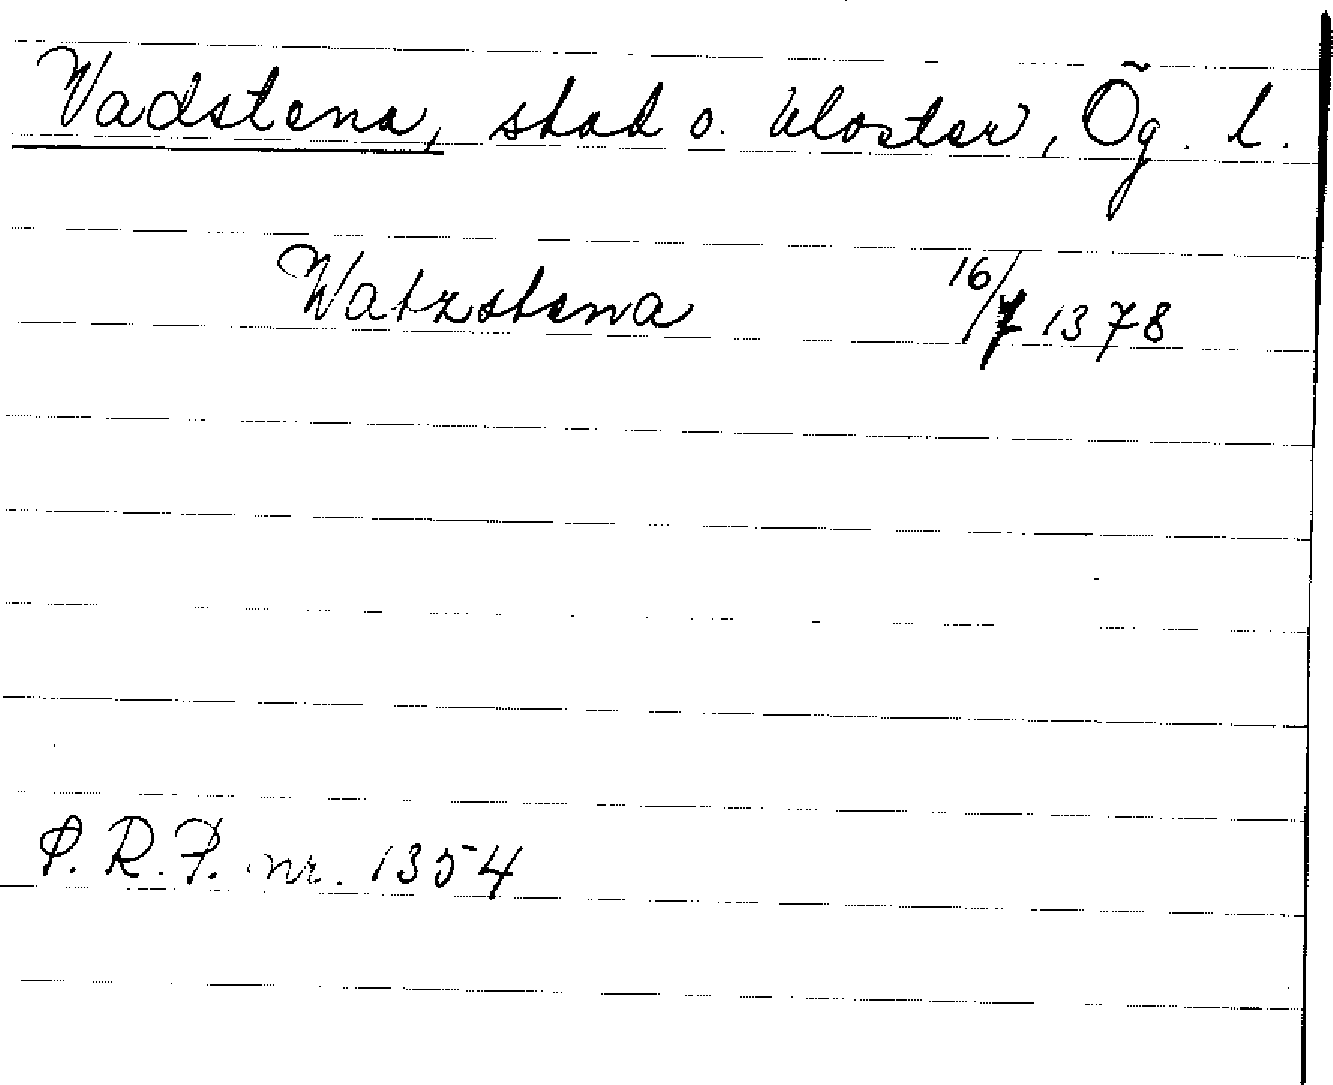 Vadstena, stad o. kloster, Ög. l.
Watzstena 16/7 1378
P. R. P. nr. 1354